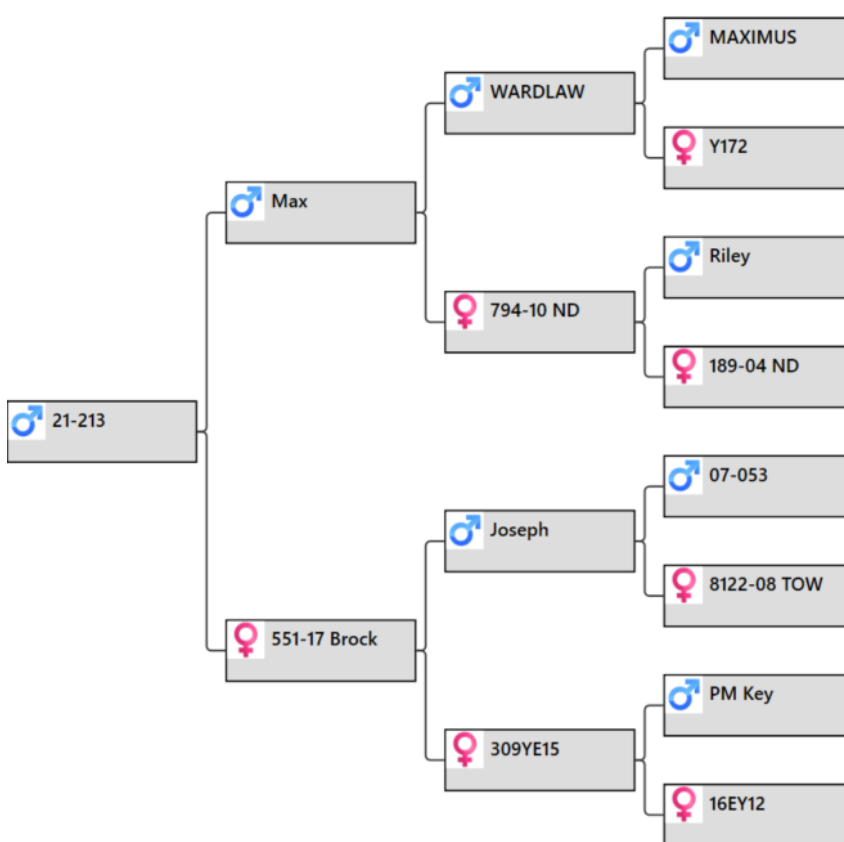 MAXIMUS
WARDLAW
Y172
Max
Riley
794-10 ND
189-04 ND
21-213
07-053
Joseph
8122-08 TOW
551-17 Brock
PM Key
309YE15
16EY12